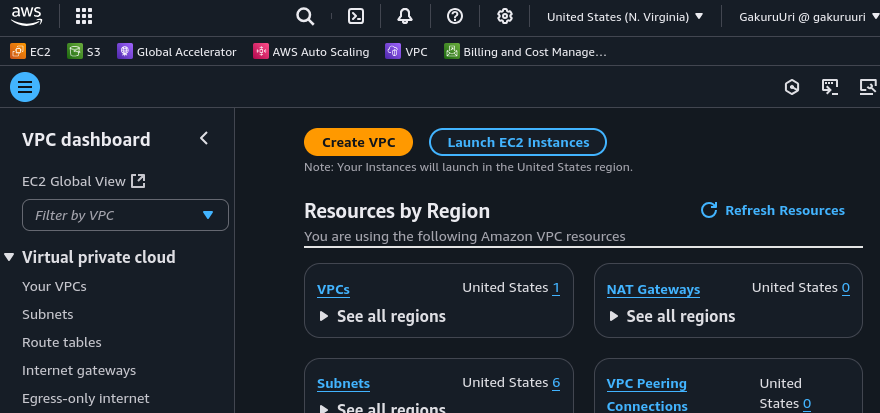 aws
United States (N. Virginia)
GakuruUri @ gakuruuri
EC2
S3
Global Accelerator
AWS Auto Scaling
VPC
Billing and Cost Manage...
VPC dashboard
EC2 Global View
Filter by VPC
Virtual private cloud
Your VPCs
Subnets
Route tables
Internet gateways
Egress-only internet
Create VPC
Launch EC2 Instances
Note: Your Instances will launch in the United States region.
Resources by Region
Refresh Resources
You are using the following Amazon VPC resources
VPCs
United States 1
See all regions
NAT Gateways
United States 0
See all regions
Subnets
United States 6
See all regions
VPC Peering
Connections
United
States 0